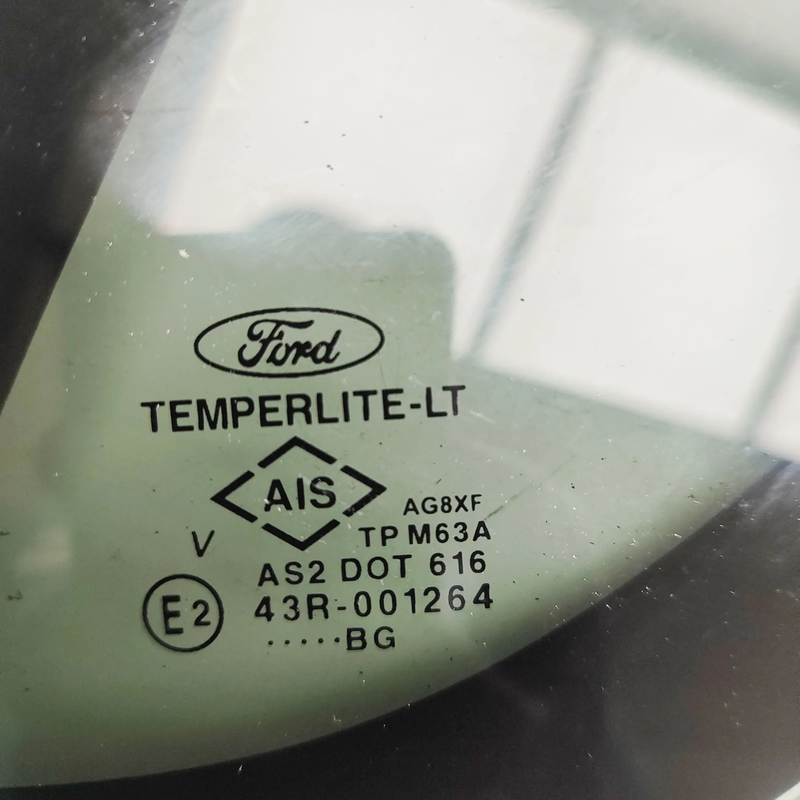 Ford
TEMPERLITE-LT
AIS
AG8XF
V
TP M63A
AS2 DOT 616
E2
43R-001264
.....BG